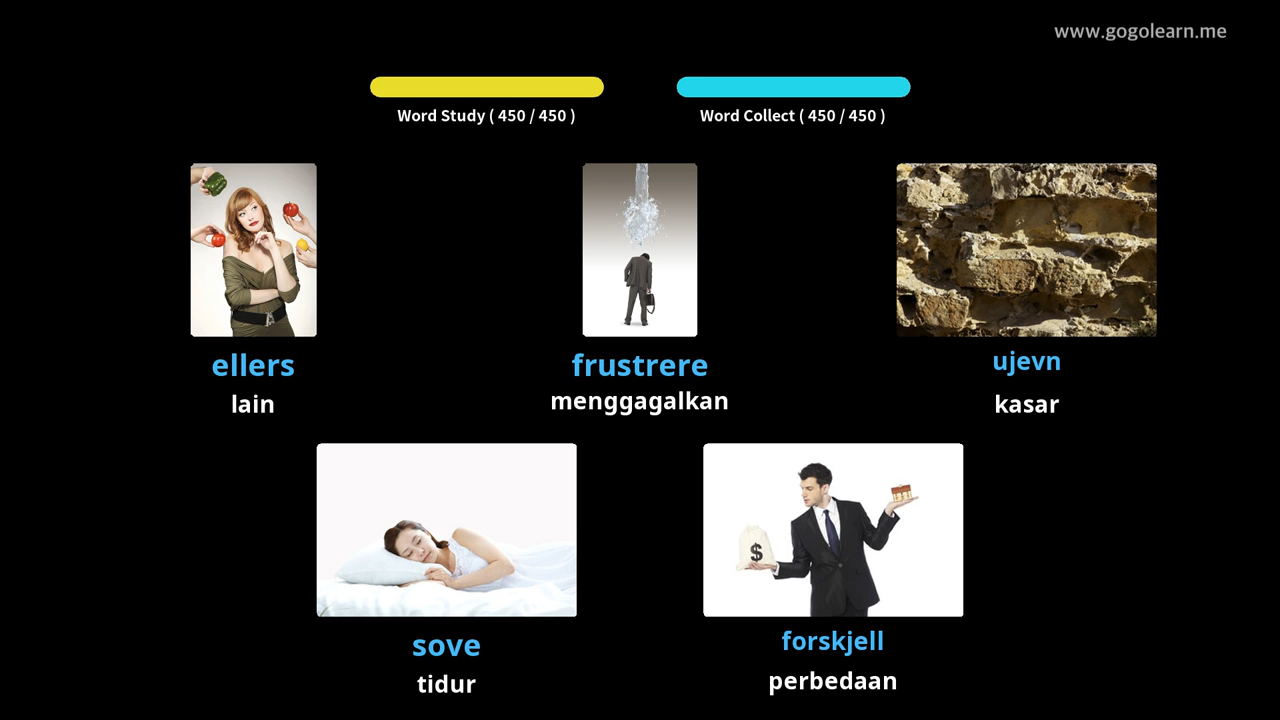 www.gogolearn.me
Word Study ( 450 / 450 )
Word Collect ( 450 / 450 )
ellers
lain
frustrere
menggagalkan
ujevn
kasar
$
sove
tidur
forskjell
perbedaan